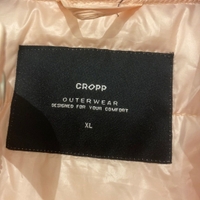 CROPP
OUTERWEAR
DESIGNED FOR YOUR COMFORT
XL